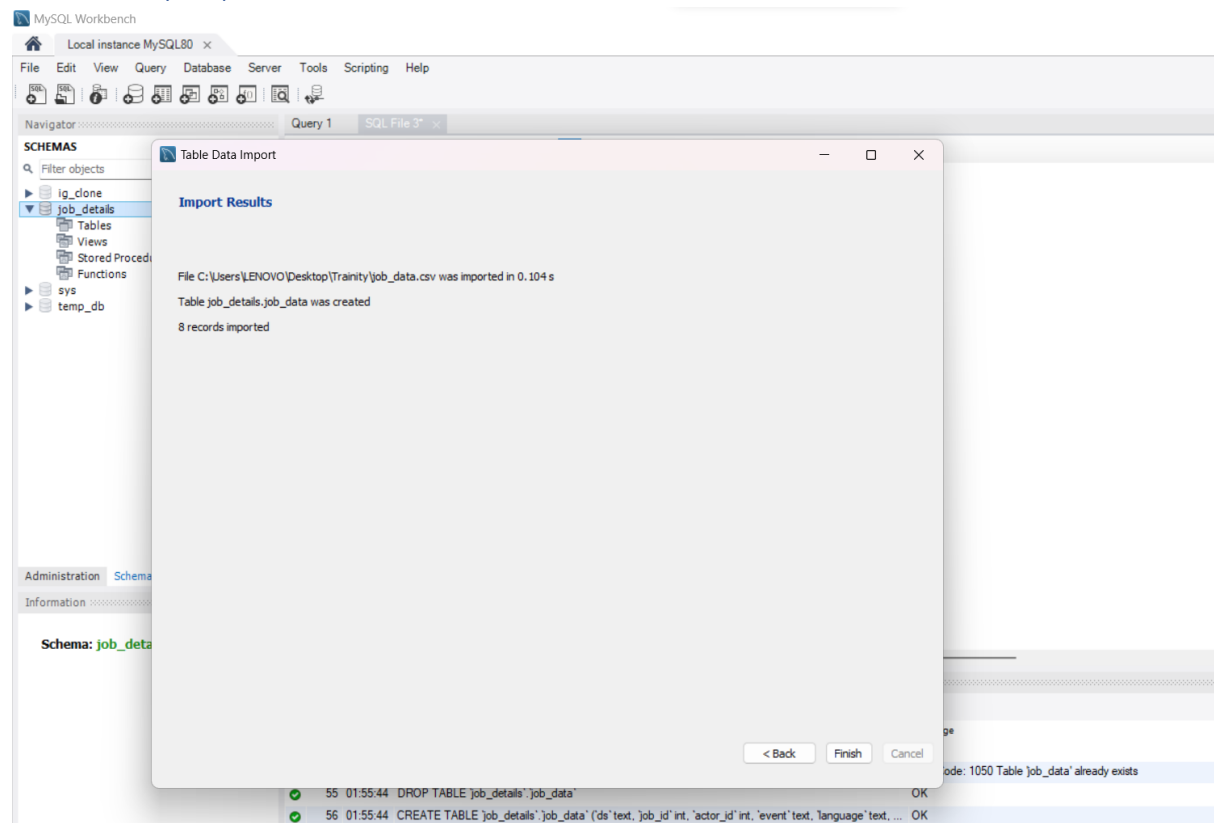 MySQL Workbench
Local instance MySQL80
File Edit View Query Database Server Tools Scripting Help
Navigator
Query 1 SQL File 3*
SCHEMAS
Filter objects
ig_clone
job_details
Tables
Views
Stored Procedu
Functions
sys
temp_db
Table Data Import
Import Results
File C:\Users\LENOVO\Desktop\Trainity\job_data.csv was imported in 0.104 s
Table job_details.job_data was created
8 records imported
Administration Schema
Information
Schema: job_deta
< Back Finish Cancel
ge
ode: 1050 Table 'job_data' already exists
55 01:55:44 DROP TABLE `job_details`.`job_data` OK
56 01:55:44 CREATE TABLE `job_details`.`job_data` (`ds` text, `job_id` int, `actor_id` int, `event` text, `language` text, ... OK